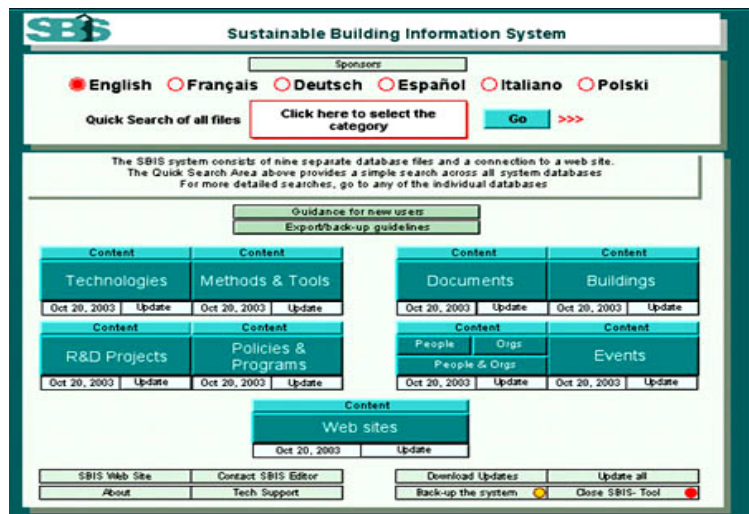 SBIS
Sustainable Building Information System
Sponsors
English Français Deutsch Español Italiano Polski
Quick Search of all files
Click here to select the
category
Go >>>
The SBIS system consists of nine separate database files and a connection to a web site.
The Quick Search Area above provides a simple search across all system databases
For more detailed searches, go to any of the individual databases
Guidance for new users
Export/back-up guidelines
Content Content Content Content
Technologies Methods & Tools Documents Buildings
Oct 20, 2003 Update Oct 20, 2003 Update Oct 20, 2003 Update Oct 20, 2003 Update
Content Content Content Content
R&D Projects Policies &
Programs People Orgs
People & Orgs Events
Oct 20, 2003 Update Oct 20, 2003 Update Oct 20, 2003 Update Oct 20, 2003 Update
Content
Web sites
Oct 20, 2003 Update
SBIS Web Site Contact SBIS Editor Download Updates Update all
About Tech Support Back-up the system Close SBIS- Tool